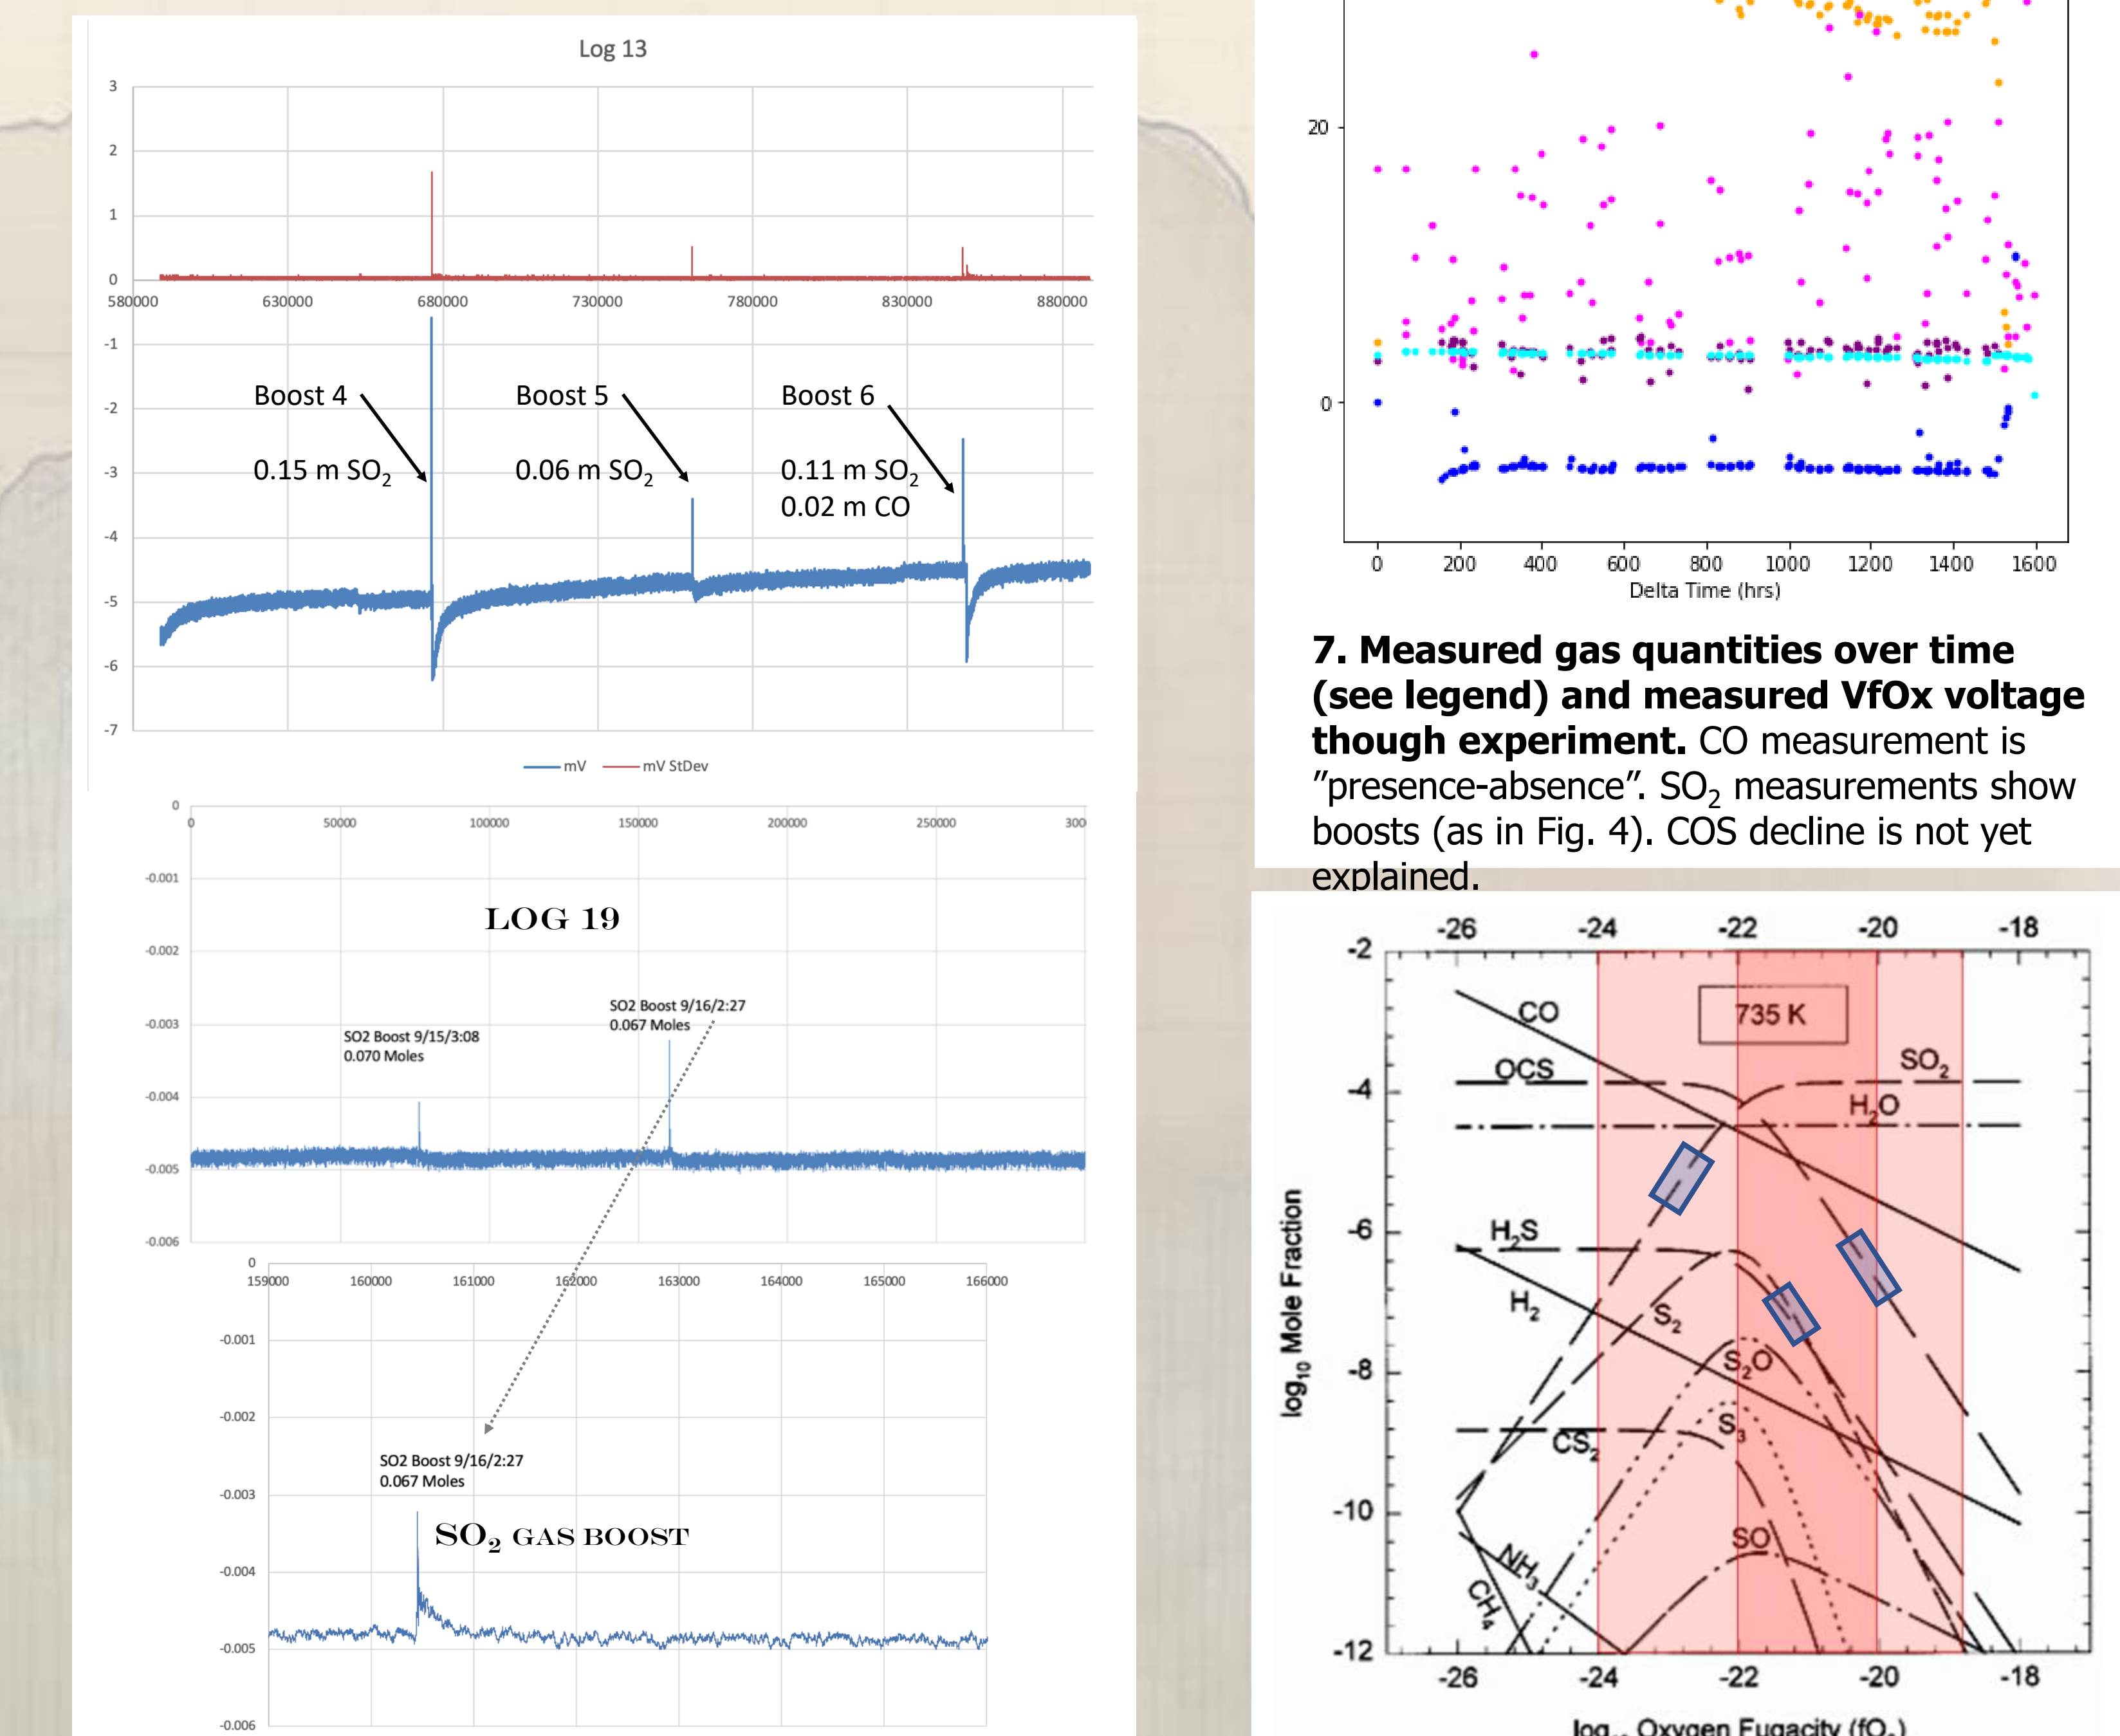 Log 13
3
2
1
0
580000 630000 680000 730000 780000 830000 880000
-1
-2
-3
-4
-5
-6
-7
Boost 4
0.15 m SO₂
Boost 5
0.06 m SO₂
Boost 6
0.11 m SO₂
0.02 m CO
mV mV StDev
0
0 50000 100000 150000 200000 250000 300
-0.001
-0.002
-0.003
-0.004
-0.005
-0.006
LOG 19
SO2 Boost 9/15/3:08
0.070 Moles
SO2 Boost 9/16/2:27
0.067 Moles
0
159000 160000 161000 162000 163000 164000 165000 166000
-0.001
-0.002
-0.003
-0.004
-0.005
-0.006
SO2 Boost 9/16/2:27
0.067 Moles
SO₂ GAS BOOST
20
0
0 200 400 600 800 1000 1200 1400 1600
Delta Time (hrs)
7. Measured gas quantities over time
(see legend) and measured VfOx voltage
though experiment. CO measurement is
”presence-absence”. SO₂ measurements show
boosts (as in Fig. 4). COS decline is not yet
explained.
-26 -24 -22 -20 -18
-2
-4
-6
-8
-10
-12
log₁₀ Mole Fraction
735 K
CO
OCS
SO₂
H₂O
H₂S
H₂
S₂
S₂O
S₃
CS₂
SO
NH₃
CH₄
-26 -24 -22 -20 -18
Oxygen Fugacity